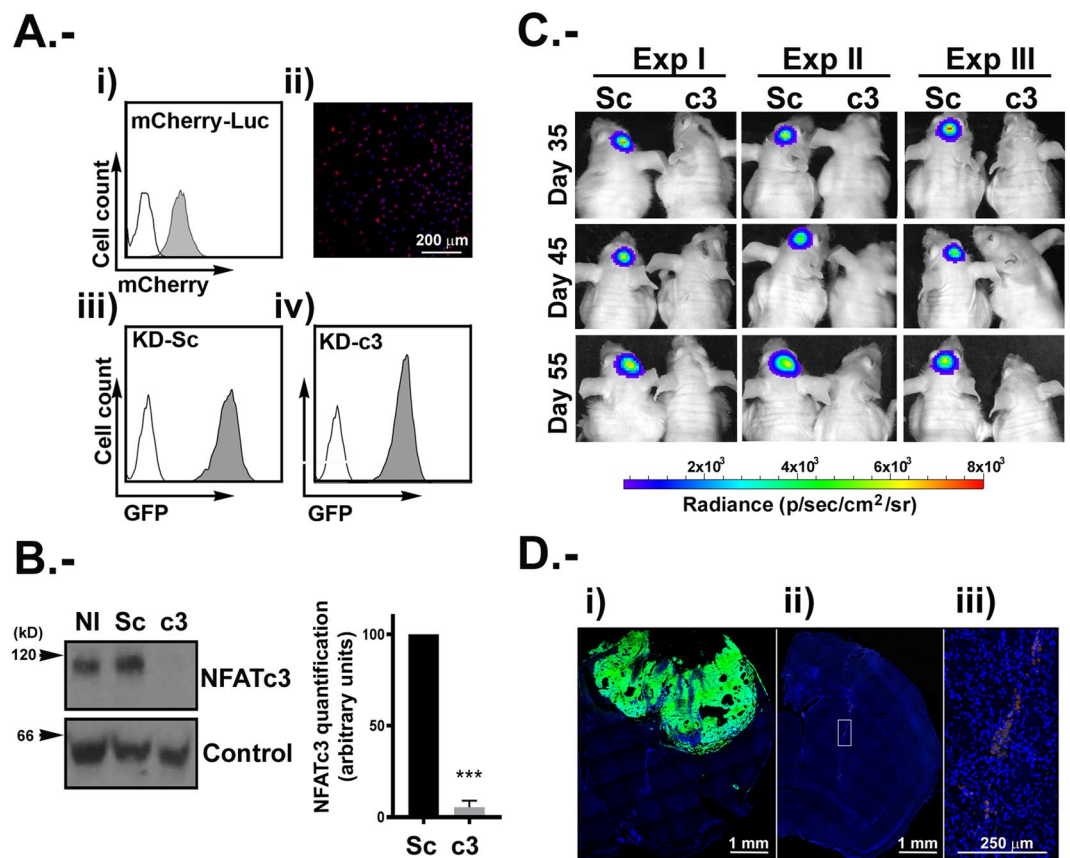 A.-
i)
mCherry-Luc
Cell count
mCherry
ii)
200 μm
iii)
KD-Sc
Cell count
GFP
iv)
KD-c3
GFP
B.-
NI Sc c3
(kD)
120
NFATc3
66
Control
NFATc3 quantification
(arbitrary units)
100
50
0
***
Sc c3
C.-
Exp I Exp II Exp III
Sc c3 Sc c3 Sc c3
Day 35
Day 45
Day 55
2x10³ 4x10³ 6x10³ 8x10³
Radiance (p/sec/cm²/sr)
D.-
i) ii) iii)
1 mm 1 mm 250 μm